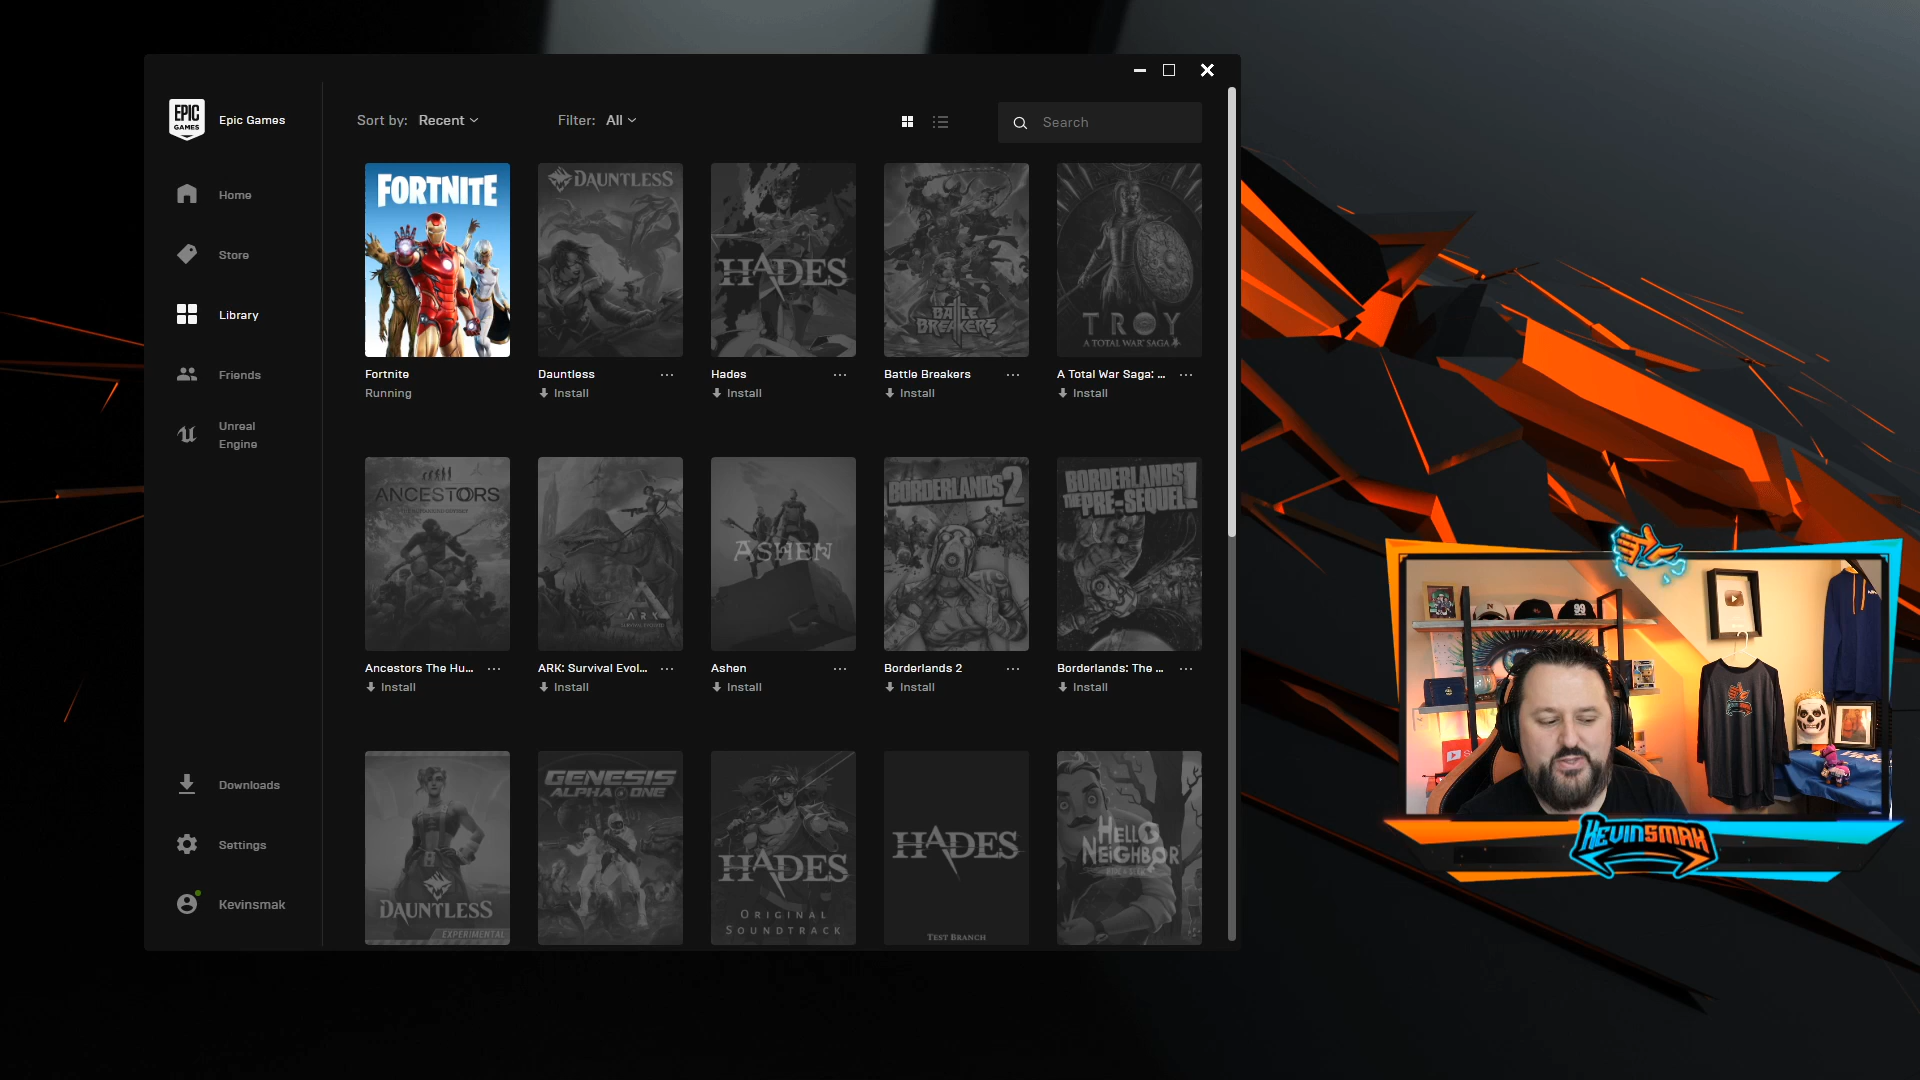 EPIC
GAMES
Epic Games
Home
Store
Library
Friends
Unreal
Engine
Downloads
Settings
Kevinsmak
Sort by: Recent
Filter: All
Search
FORTNITE
Fortnite
Running
DAUNTLESS
Dauntless
Install
HADES
Hades
Install
BATTLE
BREAKERS
Battle Breakers
Install
TROY
A TOTAL WAR SAGA
A Total War Saga: ...
Install
ANCESTORS
Ancestors The Hu...
Install
ARK
SURVIVAL EVOLVED
ARK: Survival Evol...
Install
ASHEN
Ashen
Install
BORDERLANDS 2
Borderlands 2
Install
BORDERLANDS
THE PRE-SEQUEL!
Borderlands: The ...
Install
DAUNTLESS
EXPERIMENTAL
GENESIS
ALPHA ONE
HADES
ORIGINAL
SOUNDTRACK
HADES
TEST BRANCH
HELLO
NEIGHBOR
99
KEVINSMAK